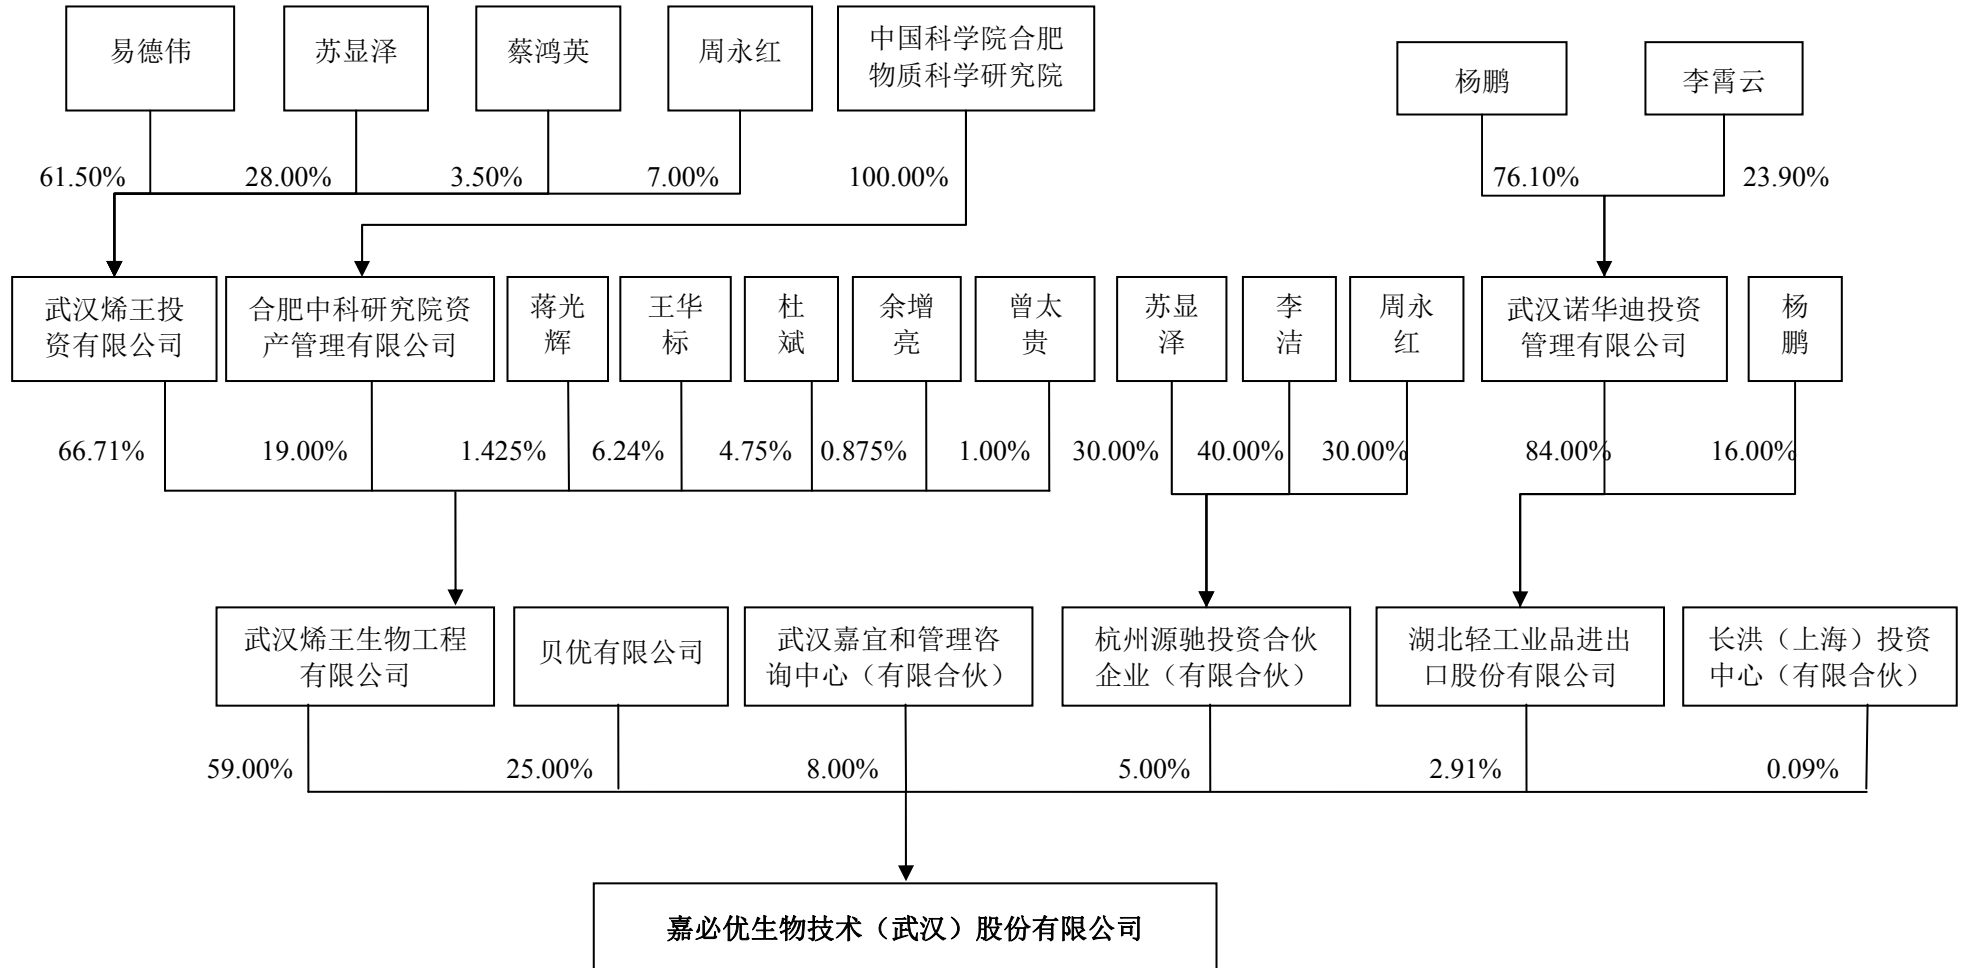 易德伟
苏显泽
蔡鸿英
周永红
中国科学院合肥
物质科学研究院
杨鹏
李霄云
61.50%
28.00%
3.50%
7.00%
100.00%
76.10%
23.90%
武汉烯王投
资有限公司
合肥中科研究院资
产管理有限公司
蒋光
辉
王华
标
杜
斌
余增
亮
曾太
贵
苏显
泽
李
洁
周永
红
武汉诺华迪投资
管理有限公司
杨
鹏
66.71%
19.00%
1.425%
6.24%
4.75%
0.875%
1.00%
30.00%
40.00%
30.00%
84.00%
16.00%
武汉烯王生物工程
有限公司
贝优有限公司
武汉嘉宜和管理咨
询中心（有限合伙）
杭州源驰投资合伙
企业（有限合伙）
湖北轻工业品进出
口股份有限公司
长洪（上海）投资
中心（有限合伙）
59.00%
25.00%
8.00%
5.00%
2.91%
0.09%
嘉必优生物技术（武汉）股份有限公司